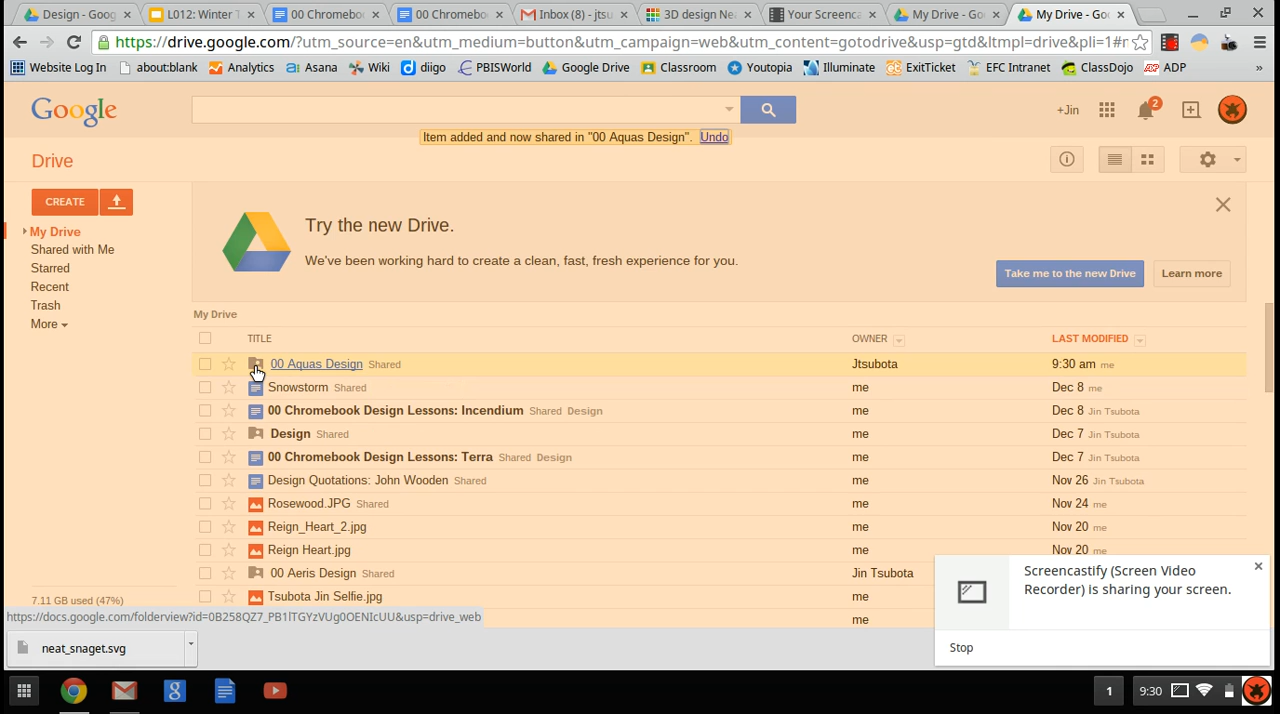 Design - Goog
L012: Winter T
00 Chromeboo
00 Chromeboo
Inbox (8) - jtsu
3D design Nea
Your Screenca
My Drive - Goo
My Drive - Goo
https://drive.google.com/?utm_source=en&utm_medium=button&utm_campaign=web&utm_content=gotodrive&usp=gtd&ltmpl=drive&pli=1#m
Website Log In about:blank Analytics Asana Wiki diigo PBISWorld Google Drive Classroom Youtopia Illuminate ExitTicket EFC Intranet ClassDojo ADP »
Google
+Jin
2
Item added and now shared in "00 Aquas Design". Undo
Drive
CREATE
My Drive
Shared with Me
Starred
Recent
Trash
More
Try the new Drive.
We've been working hard to create a clean, fast, fresh experience for you.
Take me to the new Drive
Learn more
My Drive
TITLE OWNER LAST MODIFIED
00 Aquas Design Shared Jtsubota 9:30 am me
Snowstorm Shared me Dec 8 me
00 Chromebook Design Lessons: Incendium Shared Design me Dec 8 Jin Tsubota
Design Shared me Dec 7 Jin Tsubota
00 Chromebook Design Lessons: Terra Shared Design me Dec 7 Jin Tsubota
Design Quotations: John Wooden Shared me Nov 26 Jin Tsubota
Rosewood.JPG Shared me Nov 24 me
Reign_Heart_2.jpg me Nov 20 me
Reign Heart.jpg me Nov 20 me
00 Aeris Design Shared Jin Tsubota
Tsubota Jin Selfie.jpg me
me
Screencastify (Screen Video
Recorder) is sharing your screen.
Stop
7.11 GB used (47%)
https://docs.google.com/folderview?id=0B258QZ7_PB1lTGYzVUg0OENIcUU&usp=drive_web
neat_snaget.svg
1
9:30